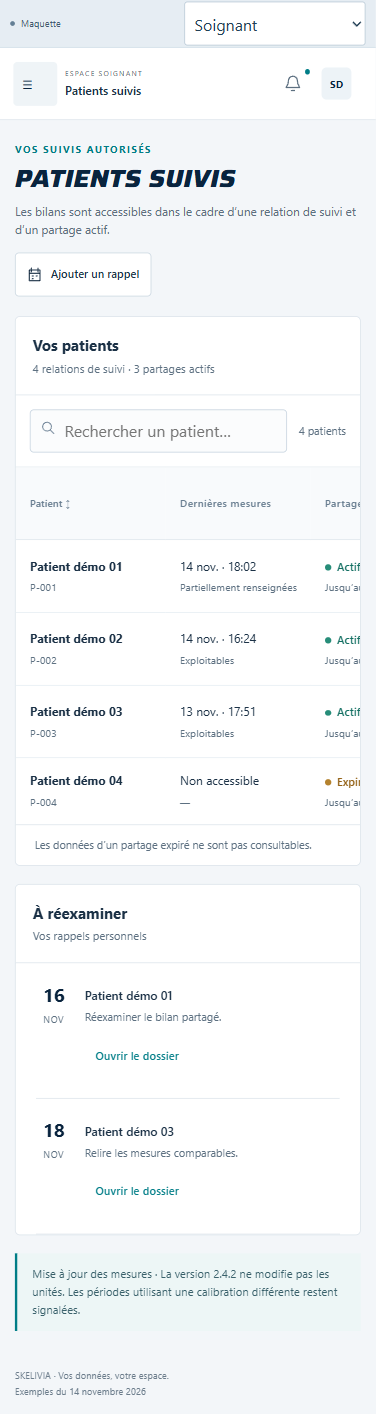 Maquette
Soignant
ESPACE SOIGNANT
Patients suivis
SD
VOS SUIVIS AUTORISÉS
PATIENTS SUIVIS
Les bilans sont accessibles dans le cadre d'une relation de suivi et
d'un partage actif.
Ajouter un rappel
Vos patients
4 relations de suivi · 3 partages actifs
Rechercher un patient...
4 patients
Patient ↕ Dernières mesures Partage
Patient démo 01 14 nov. · 18:02 Actif
P-001 Partiellement renseignées Jusqu'au
Patient démo 02 14 nov. · 16:24 Actif
P-002 Exploitables Jusqu'au
Patient démo 03 13 nov. · 17:51 Actif
P-003 Exploitables Jusqu'au
Patient démo 04 Non accessible Expir
P-004 — Jusqu'au
Les données d'un partage expiré ne sont pas consultables.
À réexaminer
Vos rappels personnels
16 Patient démo 01
NOV Réexaminer le bilan partagé.
Ouvrir le dossier
18 Patient démo 03
NOV Relire les mesures comparables.
Ouvrir le dossier
Mise à jour des mesures · La version 2.4.2 ne modifie pas les
unités. Les périodes utilisant une calibration différente restent
signalées.
SKELIVIA · Vos données, votre espace.
Exemples du 14 novembre 2026